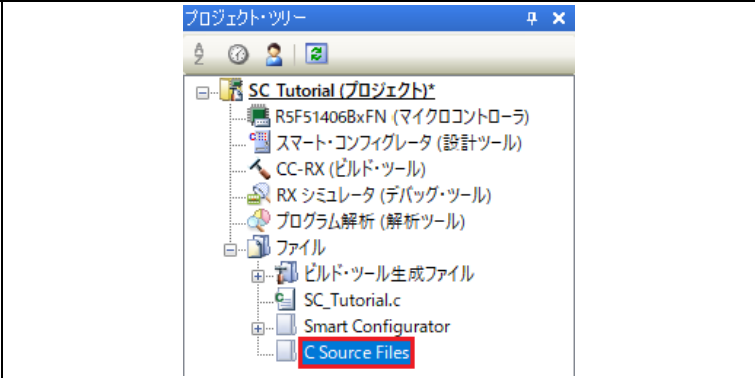 プロジェクト・ツリー
SC_Tutorial (プロジェクト)*
R5F51406BxFN (マイクロコントローラ)
スマート・コンフィグレータ (設計ツール)
CC-RX (ビルド・ツール)
RX シミュレータ (デバッグ・ツール)
プログラム解析 (解析ツール)
ファイル
ビルド・ツール生成ファイル
SC_Tutorial.c
Smart Configurator
C Source Files